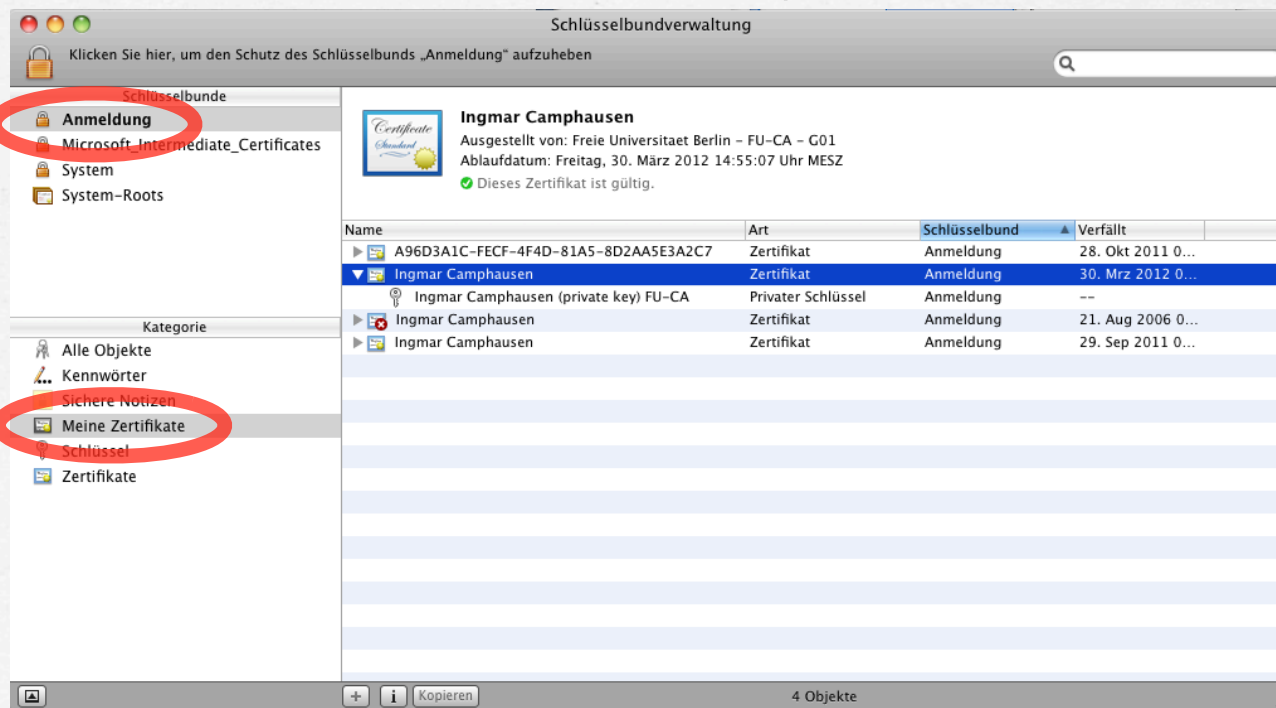 Schlüsselbundverwaltung
Klicken Sie hier, um den Schutz des Schlüsselbunds „Anmeldung“ aufzuheben
Schlüsselbunde
Anmeldung
Microsoft_Intermediate_Certificates
System
System-Roots
Kategorie
Alle Objekte
Kennwörter
Sichere Notizen
Meine Zertifikate
Schlüssel
Zertifikate
Certificate
Standard
Ingmar Camphausen
Ausgestellt von: Freie Universitaet Berlin – FU-CA – G01
Ablaufdatum: Freitag, 30. März 2012 14:55:07 Uhr MESZ
Dieses Zertifikat ist gültig.
Name Art Schlüsselbund Verfällt
A96D3A1C-FECF-4F4D-81A5-8D2AA5E3A2C7 Zertifikat Anmeldung 28. Okt 2011 0...
Ingmar Camphausen Zertifikat Anmeldung 30. Mrz 2012 0...
Ingmar Camphausen (private key) FU-CA Privater Schlüssel Anmeldung --
Ingmar Camphausen Zertifikat Anmeldung 21. Aug 2006 0...
Ingmar Camphausen Zertifikat Anmeldung 29. Sep 2011 0...
+ i Kopieren 4 Objekte